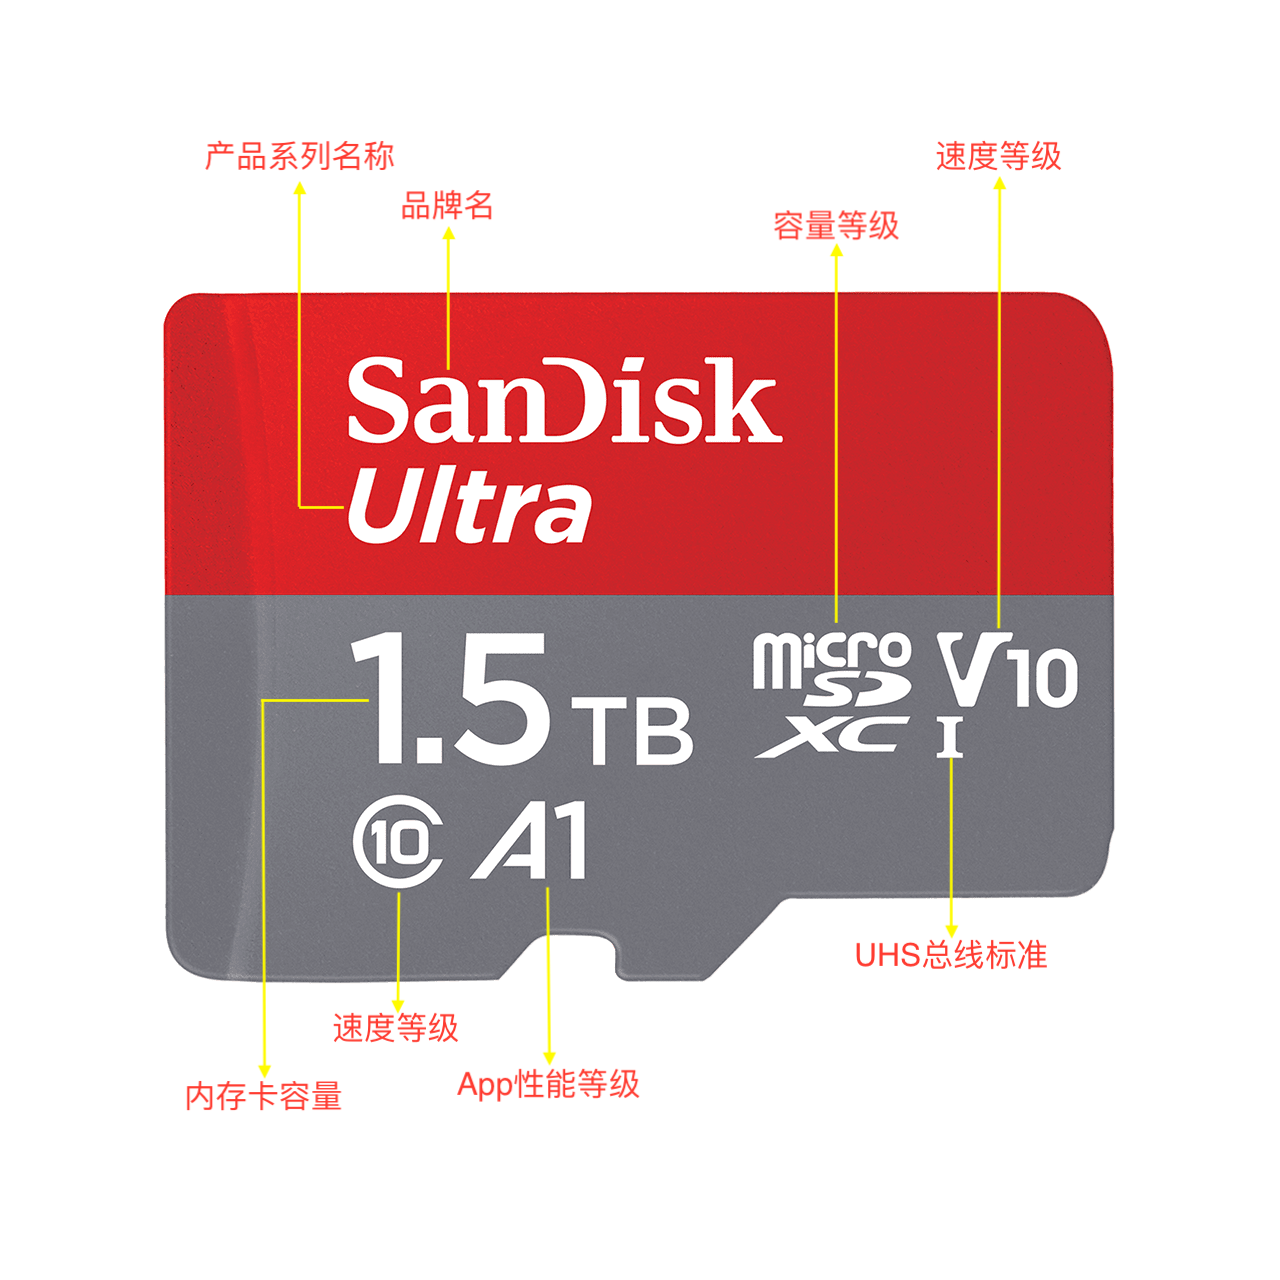 产品系列名称
速度等级
品牌名
容量等级
SanDisk
Ultra
1.5 TB
micro
SD
XC I
V10
10 A1
UHS总线标准
速度等级
App性能等级
内存卡容量